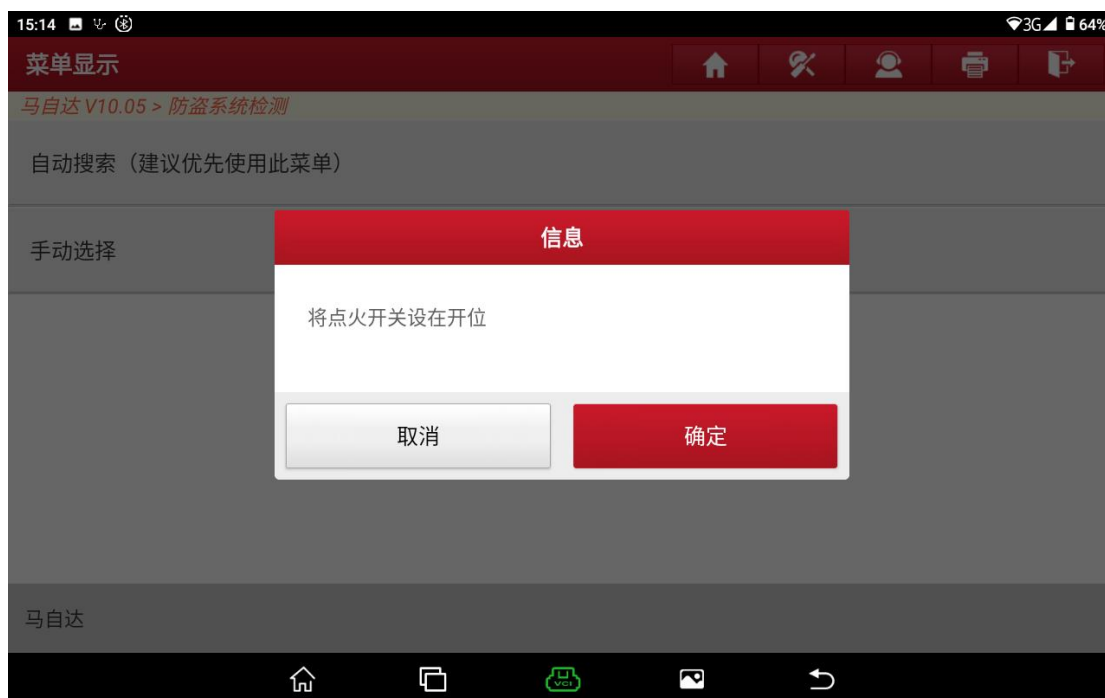 15:14 3G 64%
菜单显示
马自达 V10.05 > 防盗系统检测
自动搜索（建议优先使用此菜单）
手动选择
信息
将点火开关设在开位
取消 确定
马自达
VCI